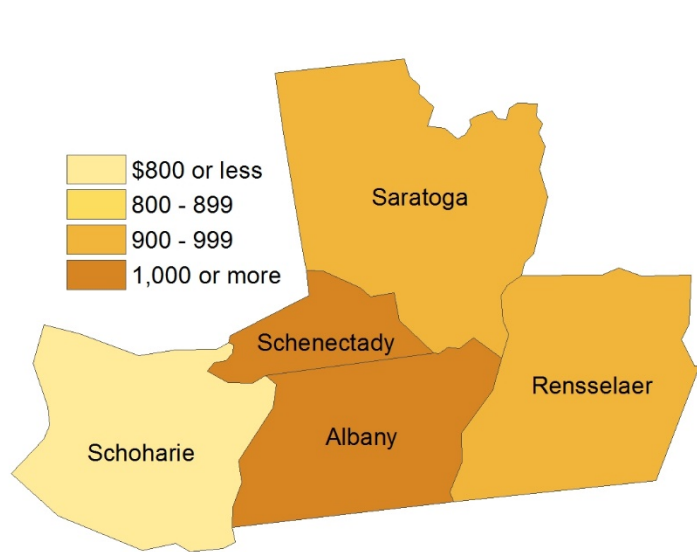 $800 or less
800 - 899
900 - 999
1,000 or more
Saratoga
Schenectady
Rensselaer
Albany
Schoharie